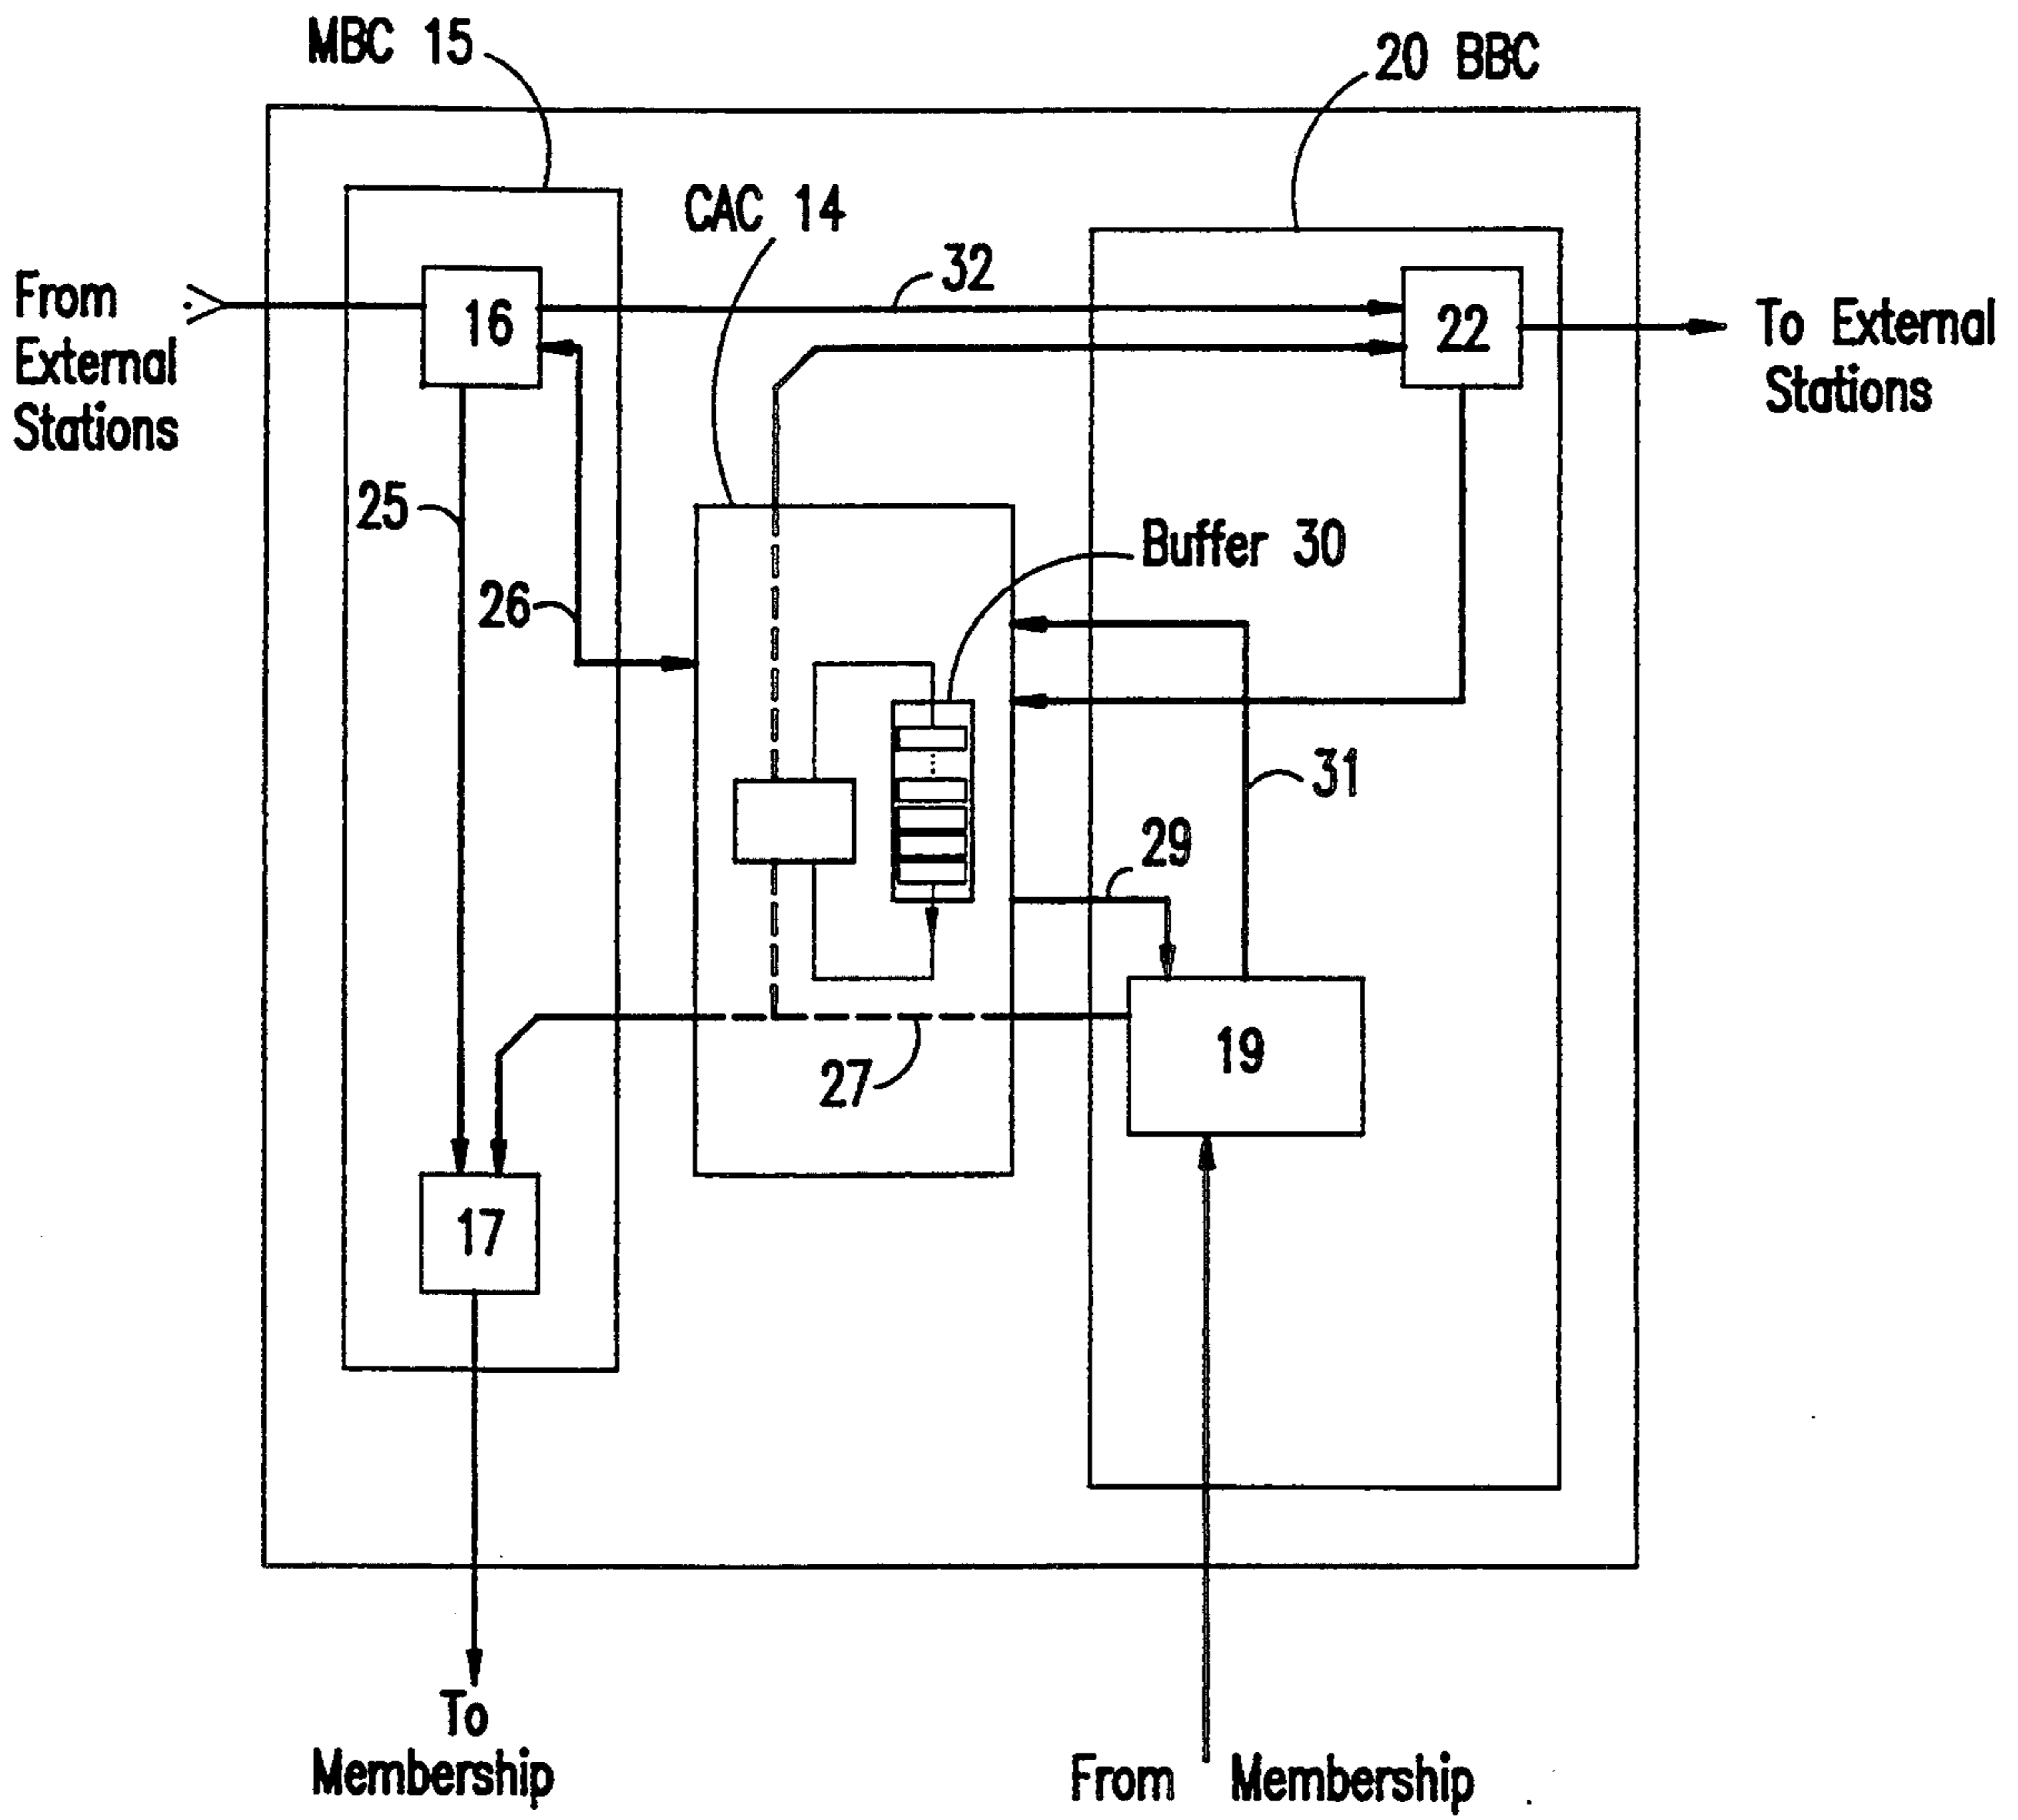 MBC 15
20 BBC
CAC 14
32
From
External
Stations
16
22
To External
Stations
25
26
Buffer 30
31
29
19
27
17
To
Membership
From Membership